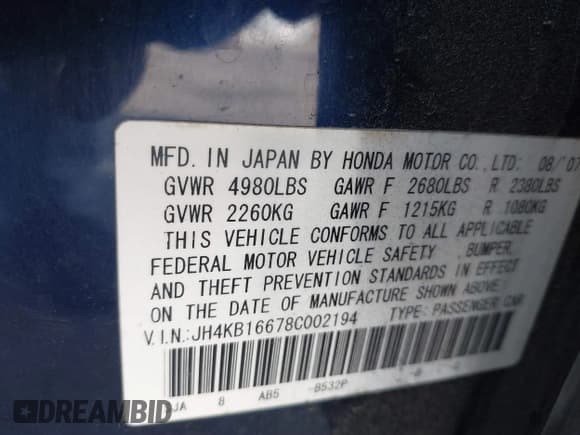 MFD. IN JAPAN BY HONDA MOTOR CO., LTD. 08/'07
GVWR 4980LBS GAWR F 2680LBS R 2380LBS
GVWR 2260KG GAWR F 1215KG R 1080KG
THIS VEHICLE CONFORMS TO ALL APPLICABLE
FEDERAL MOTOR VEHICLE SAFETY, BUMPER,
AND THEFT PREVENTION STANDARDS IN EFFECT
ON THE DATE OF MANUFACTURE SHOWN ABOVE.
V.I.N.:JH4KB16678C002194 TYPE: PASSENGER CAR
JA 8 AB5 -B532P
DREAMBID